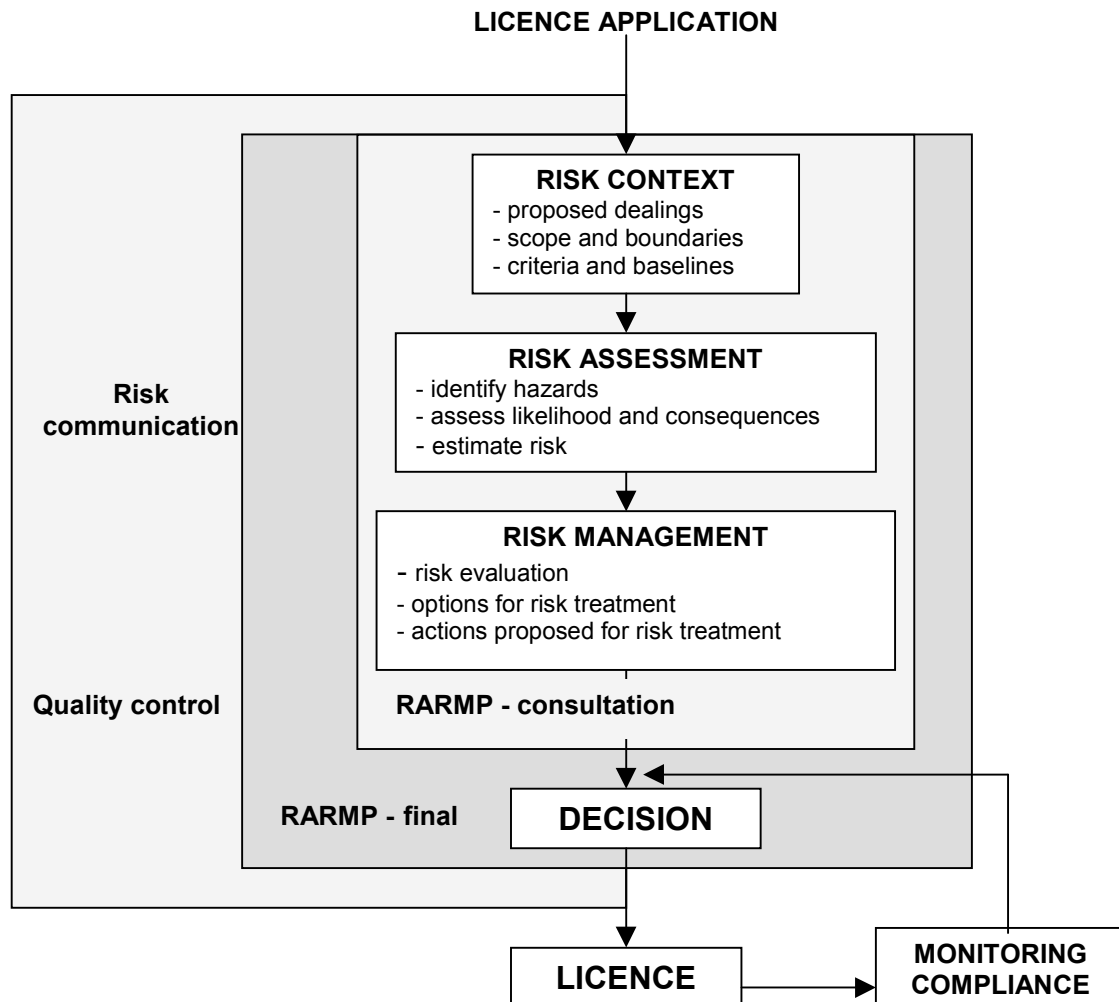 LICENCE APPLICATION
RISK CONTEXT
- proposed dealings
- scope and boundaries
- criteria and baselines
RISK ASSESSMENT
- identify hazards
- assess likelihood and consequences
- estimate risk
Risk
communication
RISK MANAGEMENT
- risk evaluation
- options for risk treatment
- actions proposed for risk treatment
Quality control
RARMP - consultation
RARMP - final
DECISION
LICENCE
MONITORING
COMPLIANCE